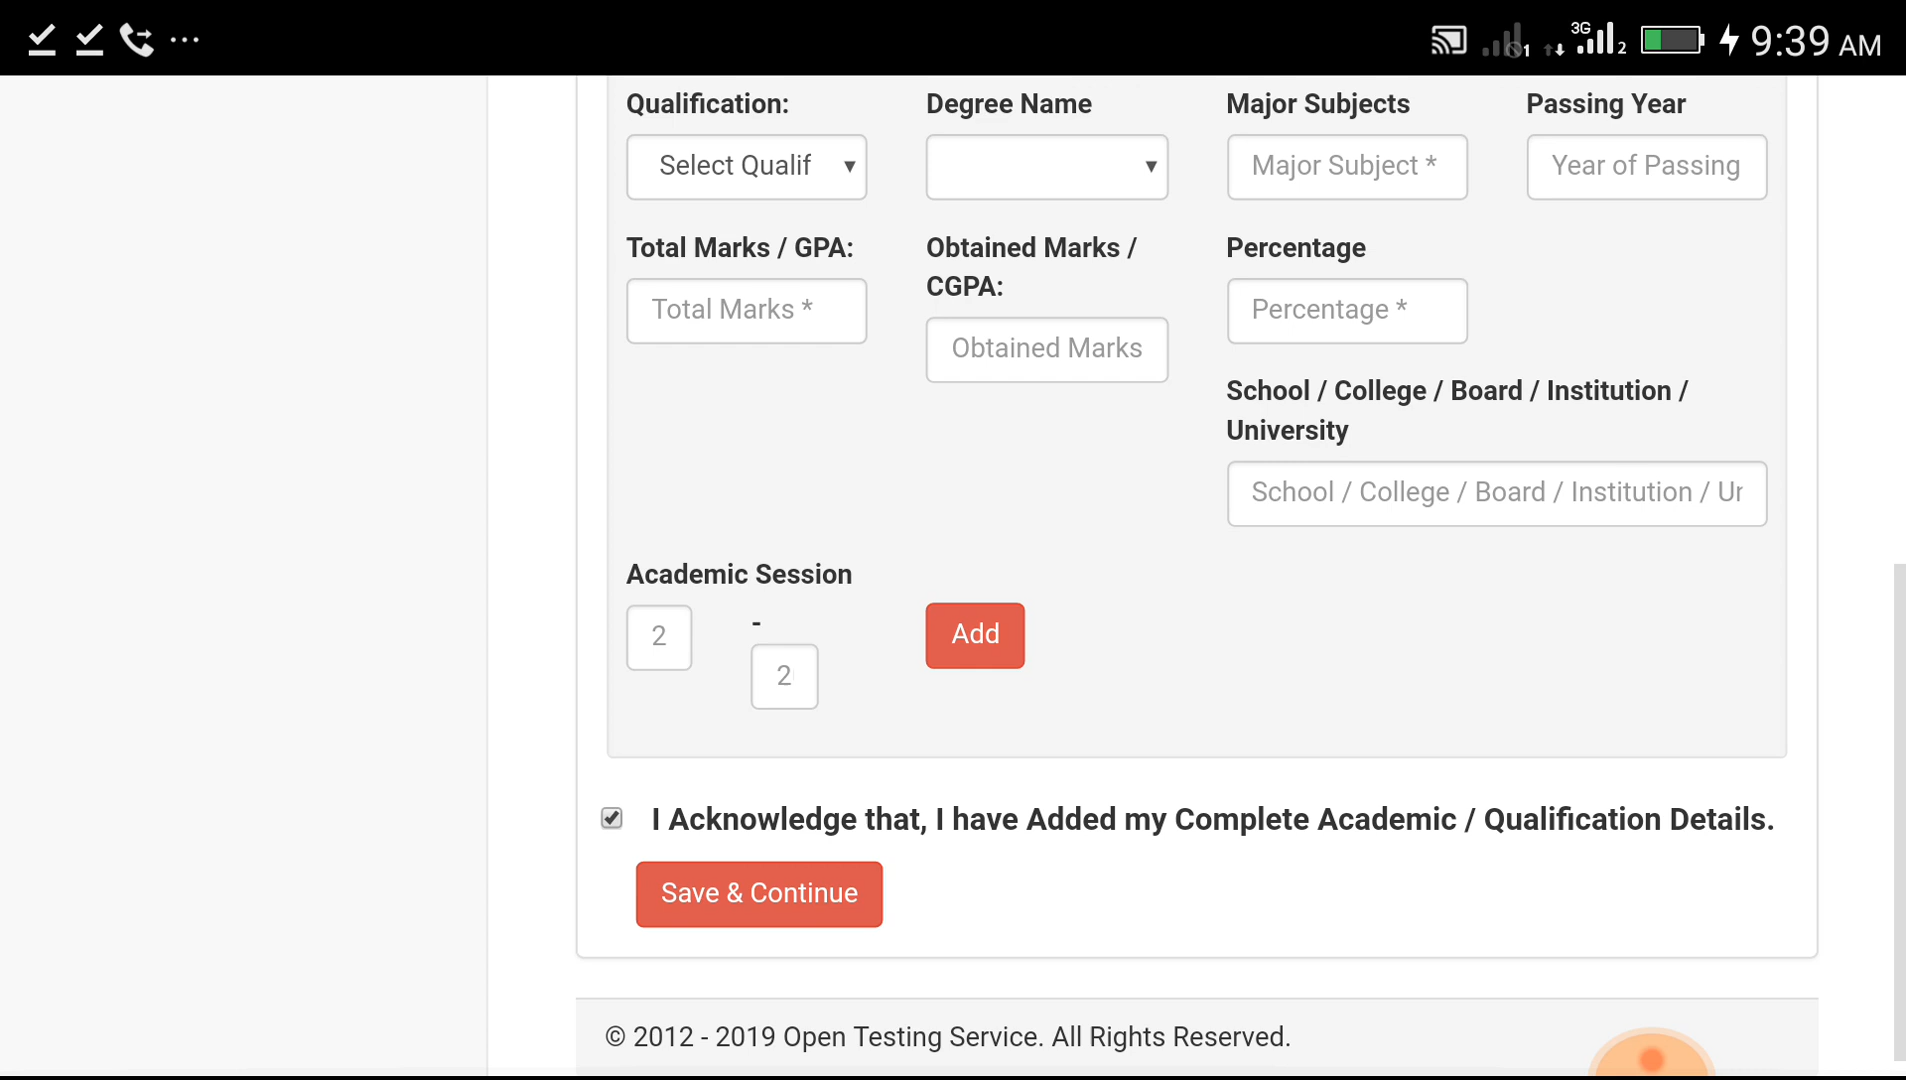 1 3G 2 9:39 AM
Qualification: Degree Name Major Subjects Passing Year
Select Qualif Major Subject * Year of Passing
Total Marks / GPA: Obtained Marks / CGPA: Percentage
Total Marks * Obtained Marks Percentage *
School / College / Board / Institution /
University
School / College / Board / Institution / Ur
Academic Session
2 - 2 Add
I Acknowledge that, I have Added my Complete Academic / Qualification Details.
Save & Continue
© 2012 - 2019 Open Testing Service. All Rights Reserved.